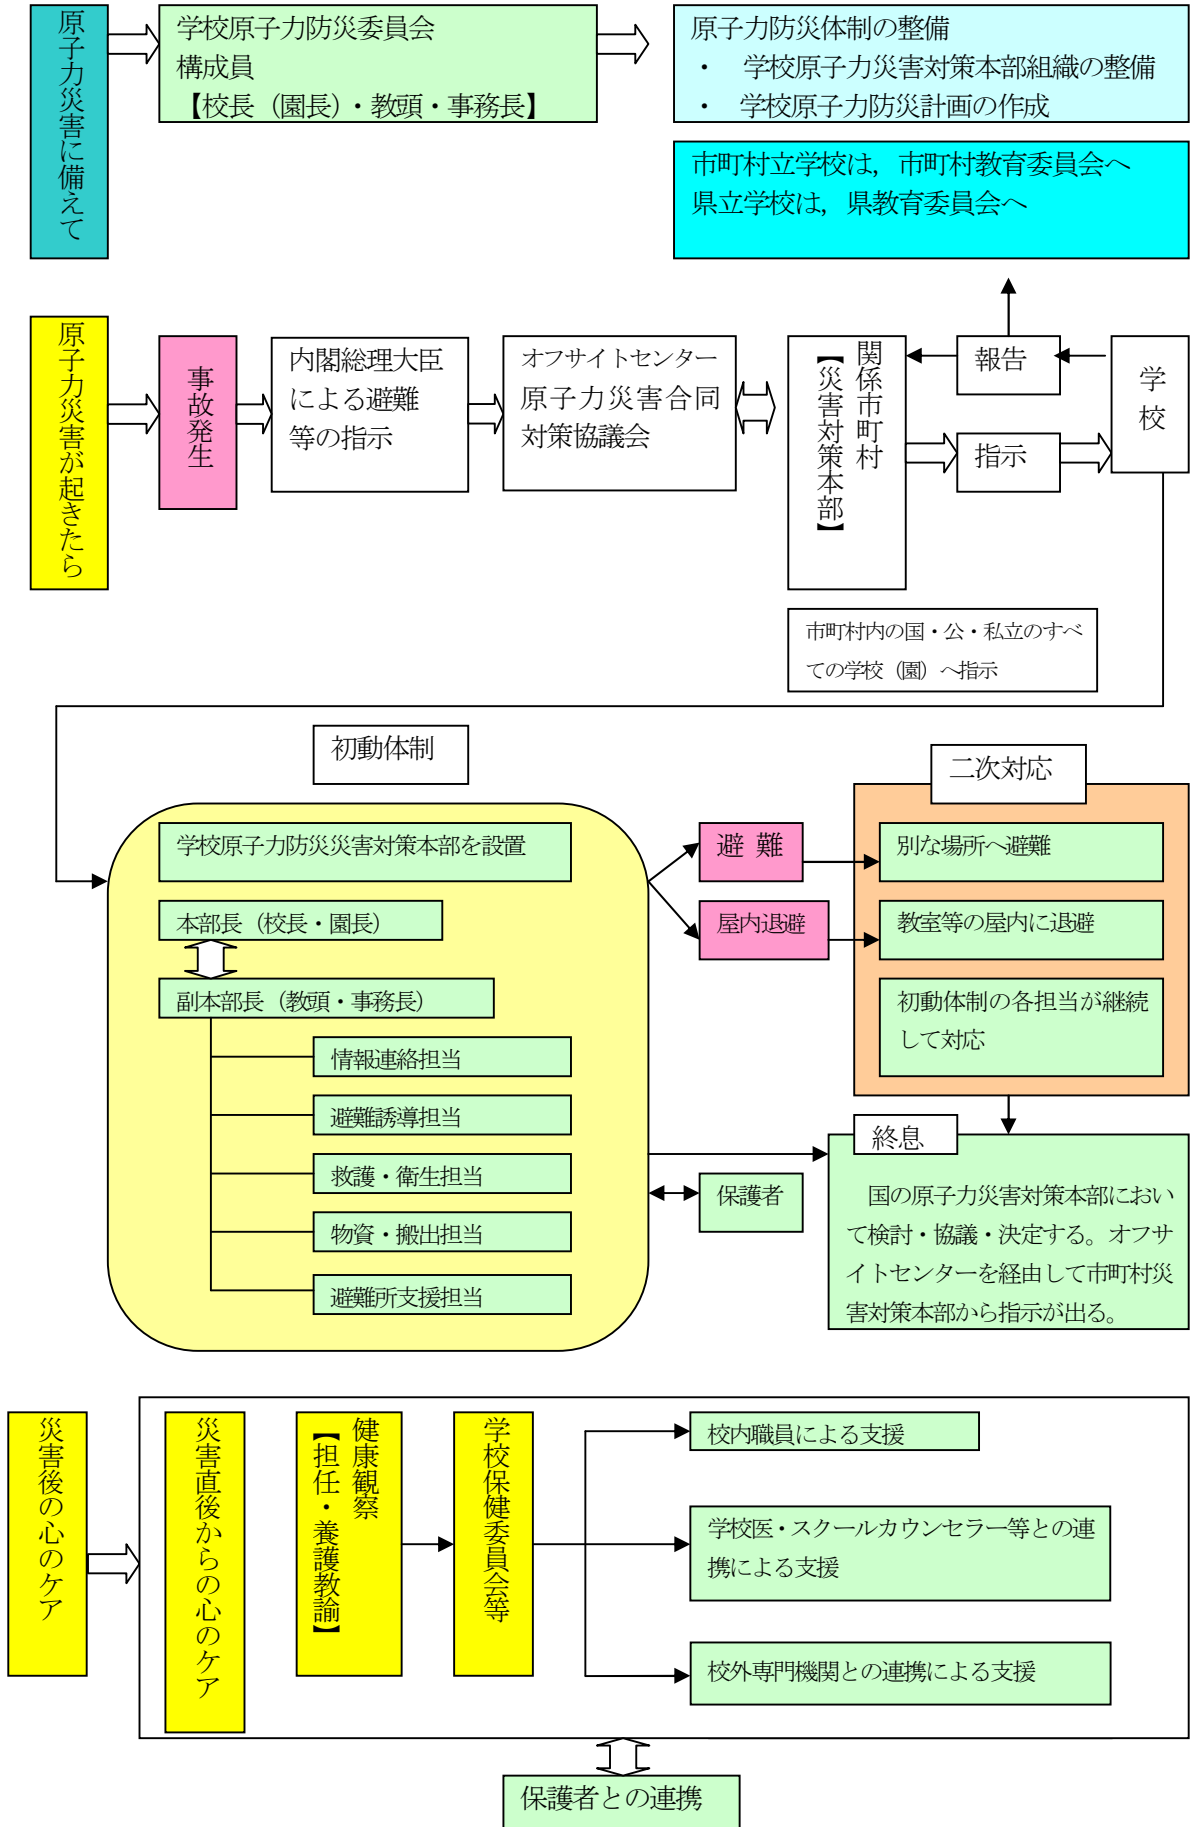 原子力災害に備えて
学校原子力防災委員会
構成員
【校長（園長）・教頭・事務長】
原子力防災体制の整備
・　学校原子力災害対策本部組織の整備
・　学校原子力防災計画の作成
市町村立学校は，市町村教育委員会へ
県立学校は，県教育委員会へ
原子力災害が起きたら
事故発生
内閣総理大臣
による避難
等の指示
オフサイトセンター
原子力災害合同
対策協議会
関係市町村
【災害対策本部】
報告
指示
学校
市町村内の国・公・私立のすべ
ての学校（園）へ指示
初動体制
学校原子力防災災害対策本部を設置
本部長（校長・園長）
副本部長（教頭・事務長）
情報連絡担当
避難誘導担当
救護・衛生担当
物資・搬出担当
避難所支援担当
避 難
屋内退避
保護者
二次対応
別な場所へ避難
教室等の屋内に退避
初動体制の各担当が継続
して対応
終息
国の原子力災害対策本部におい
て検討・協議・決定する。オフサ
イトセンターを経由して市町村災
害対策本部から指示が出る。
災害後の心のケア
災害直後からの心のケア
健康観察
【担任・養護教諭】
学校保健委員会等
校内職員による支援
学校医・スクールカウンセラー等との連
携による支援
校外専門機関との連携による支援
保護者との連携